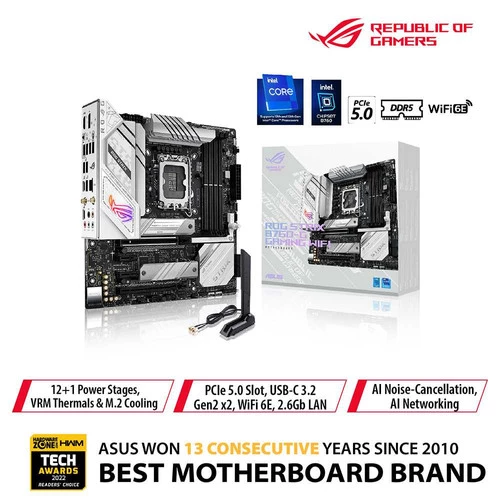 REPUBLIC OF
GAMERS
intel
CORE
intel
CHIPSET
B760
PCIe
5.0
DDR5
WiFi6E
ROG STRIX
B760-G
GAMING WIFI
ASUS
12+1 Power Stages,
VRM Thermals & M.2 Cooling
PCIe 5.0 Slot, USB-C 3.2
Gen2 x2, WiFi 6E, 2.6Gb LAN
AI Noise-Cancellation,
AI Networking
HARDWARE
ZONE! HWM
TECH
AWARDS
2022
READERS' CHOICE
ASUS WON 13 CONSECUTIVE YEARS SINCE 2010
BEST MOTHERBOARD BRAND